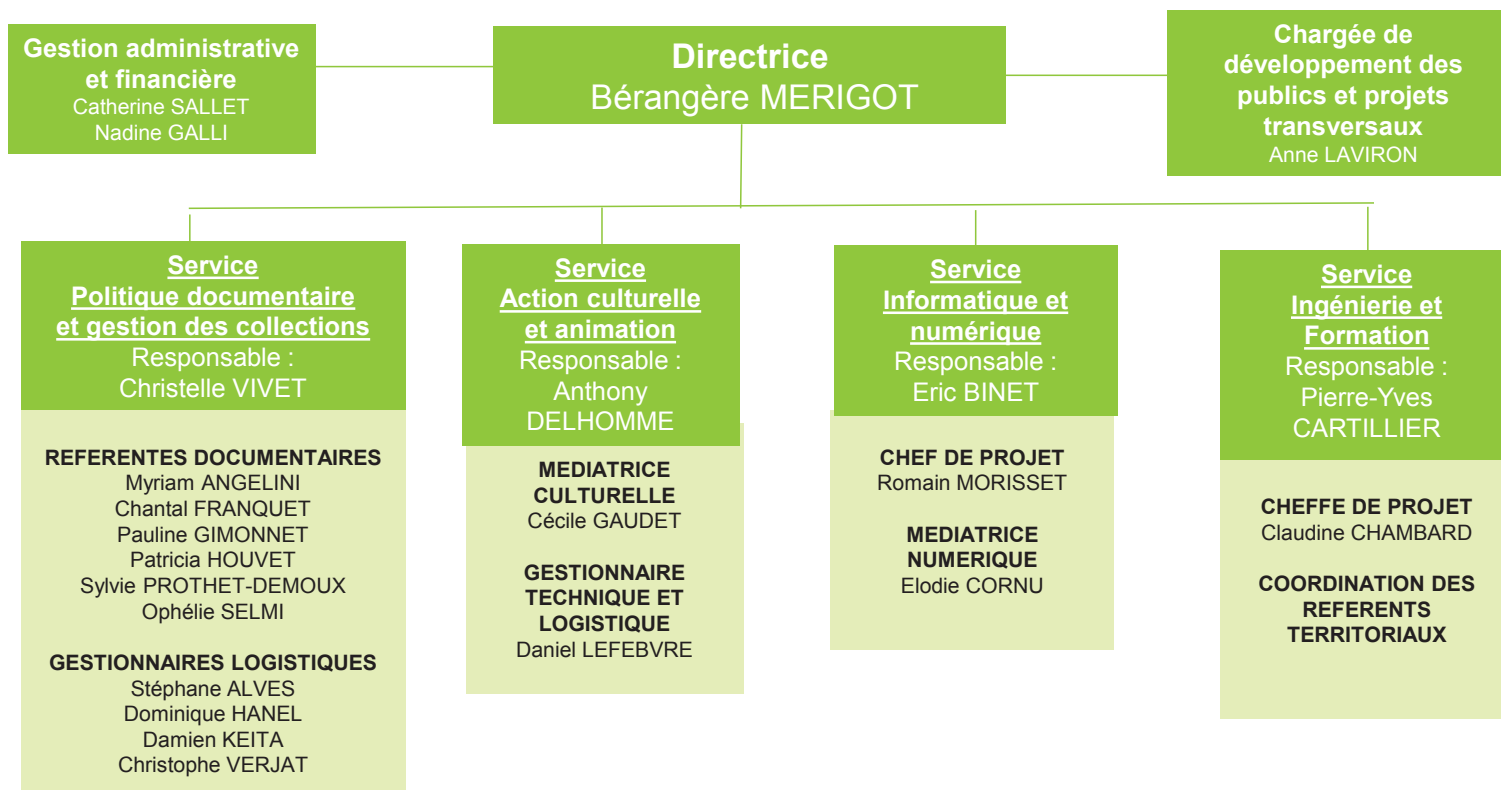 Gestion administrative
et financière
Catherine SALLET
Nadine GALLI
Directrice
Bérangère MERIGOT
Chargée de
développement des
publics et projets
transversaux
Anne LAVIRON
Service
Politique documentaire
et gestion des collections
Responsable :
Christelle VIVET
REFERENTES DOCUMENTAIRES
Myriam ANGELINI
Chantal FRANQUET
Pauline GIMONNET
Patricia HOUVET
Sylvie PROTHET-DEMOUX
Ophélie SELMI
GESTIONNAIRES LOGISTIQUES
Stéphane ALVES
Dominique HANEL
Damien KEITA
Christophe VERJAT
Service
Action culturelle
et animation
Responsable :
Anthony
DELHOMME
MEDIATRICE
CULTURELLE
Cécile GAUDET
GESTIONNAIRE
TECHNIQUE ET
LOGISTIQUE
Daniel LEFEBVRE
Service
Informatique et
numérique
Responsable :
Eric BINET
CHEF DE PROJET
Romain MORISSET
MEDIATRICE
NUMERIQUE
Elodie CORNU
Service
Ingénierie et
Formation
Responsable :
Pierre-Yves
CARTILLIER
CHEFFE DE PROJET
Claudine CHAMBARD
COORDINATION DES
REFERENTS
TERRITORIAUX